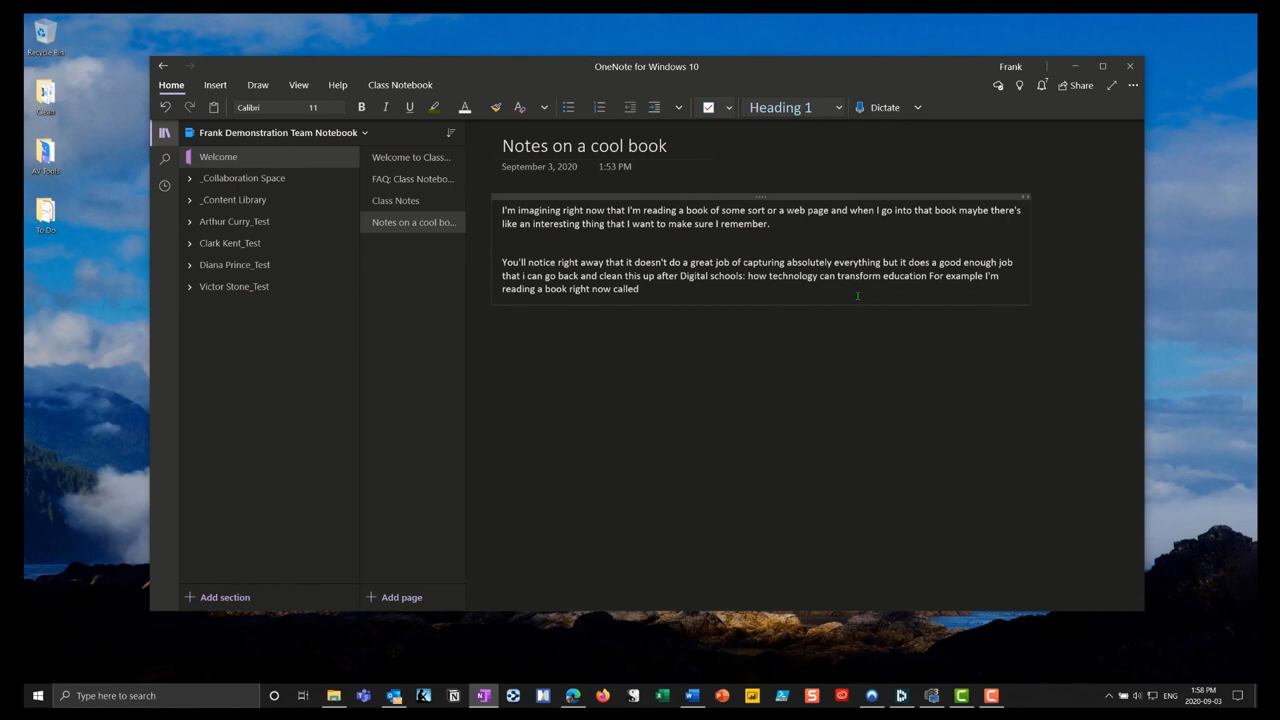 Recycle Bin
Clean
AV Tools
To Do
OneNote for Windows 10
Frank
Home Insert Draw View Help Class Notebook
Share
Calibri 11 B I U A Heading 1 Dictate
Frank Demonstration Team Notebook
Welcome
_Collaboration Space
_Content Library
Arthur Curry_Test
Clark Kent_Test
Diana Prince_Test
Victor Stone_Test
Add section
Welcome to Class...
FAQ: Class Notebo...
Class Notes
Notes on a cool bo...
Add page
Notes on a cool book
September 3, 2020 1:53 PM
I'm imagining right now that I'm reading a book of some sort or a web page and when I go into that book maybe there's
like an interesting thing that I want to make sure I remember.
You'll notice right away that it doesn't do a great job of capturing absolutely everything but it does a good enough job
that i can go back and clean this up after Digital schools: how technology can transform education For example I'm
reading a book right now called
Type here to search
ENG
1:58 PM
2020-09-03